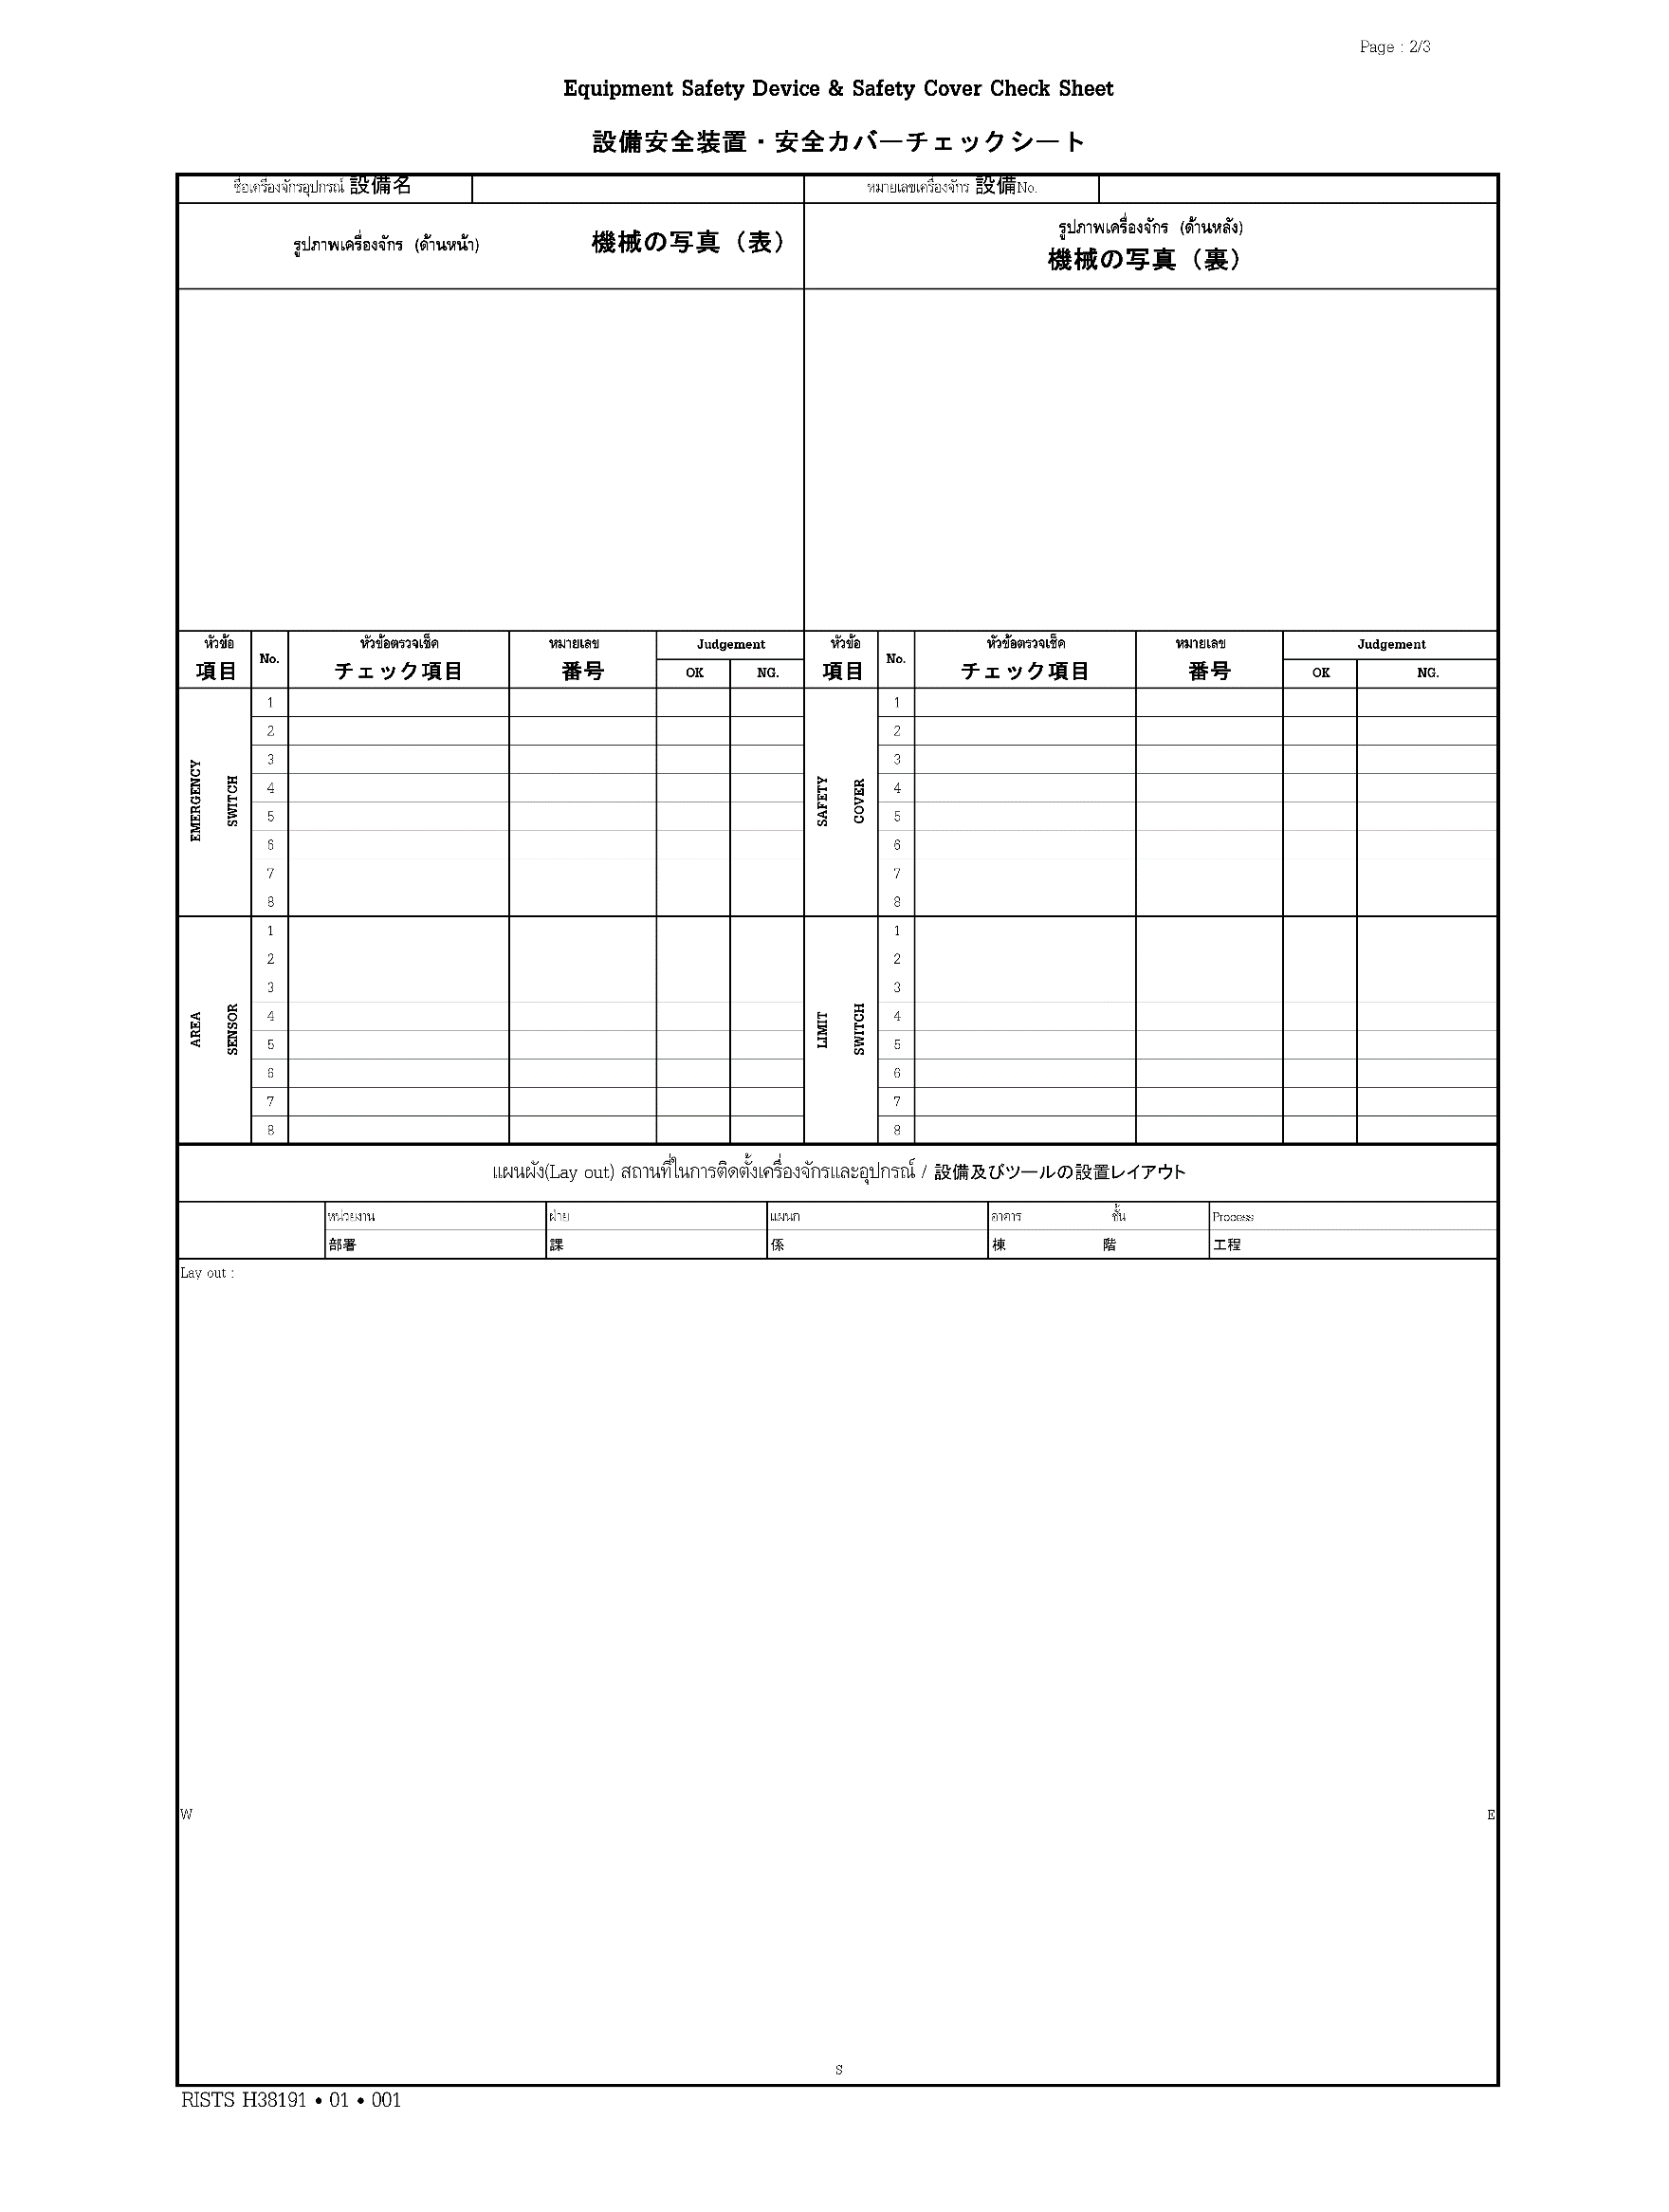 Page : 2/3
Equipment Safety Device & Safety Cover Check Sheet
設備安全装置・安全カバーチェックシート
ชื่อเครื่องจักรอุปกรณ์ 設備名 หมายเลขเครื่องจักร 設備No.
รูปภาพเครื่องจักร (ด้านหน้า) 機械の写真（表）
รูปภาพเครื่องจักร (ด้านหลัง)
機械の写真（裏）
หัวข้อ No. หัวข้อตรวจเช็ค หมายเลข Judgement หัวข้อ No. หัวข้อตรวจเช็ค หมายเลข Judgement
項目 チェック項目 番号 OK NG. 項目 チェック項目 番号 OK NG.
EMERGENCY SWITCH
1
2
3
4
5
6
7
8
SAFETY COVER
1
2
3
4
5
6
7
8
AREA SENSOR
1
2
3
4
5
6
7
8
LIMIT SWITCH
1
2
3
4
5
6
7
8
แผนผัง(Lay out) สถานที่ในการติดตั้งเครื่องจักรและอุปกรณ์ / 設備及びツールの設置レイアウト
หน่วยงาน ฝ่าย แผนก อาคาร ชั้น Process
部署 課 係 棟 階 工程
Lay out :
W E
S
RISTS H38191 • 01 • 001